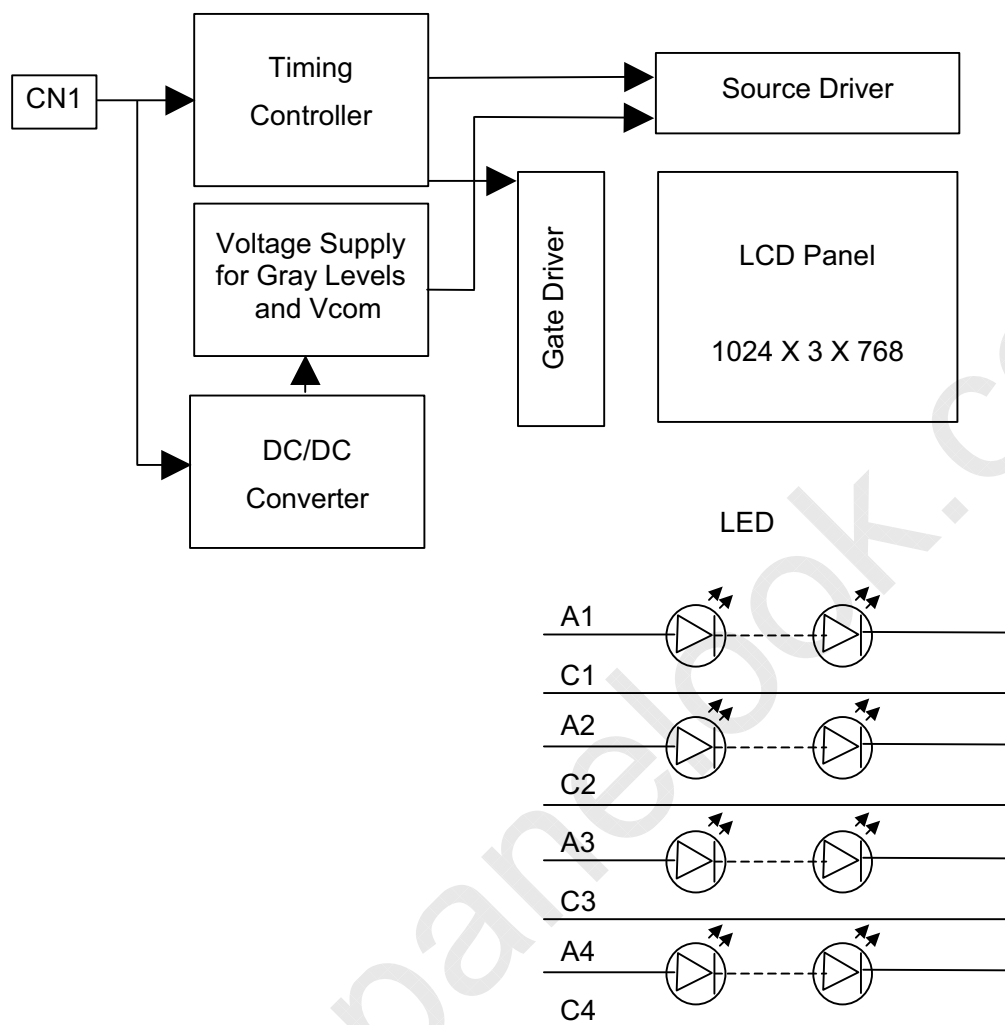 CN1
Timing
Controller
Source Driver
Voltage Supply
for Gray Levels
and Vcom
Gate Driver
LCD Panel
1024 X 3 X 768
DC/DC
Converter
LED
A1
C1
A2
C2
A3
C3
A4
C4
panelook.c